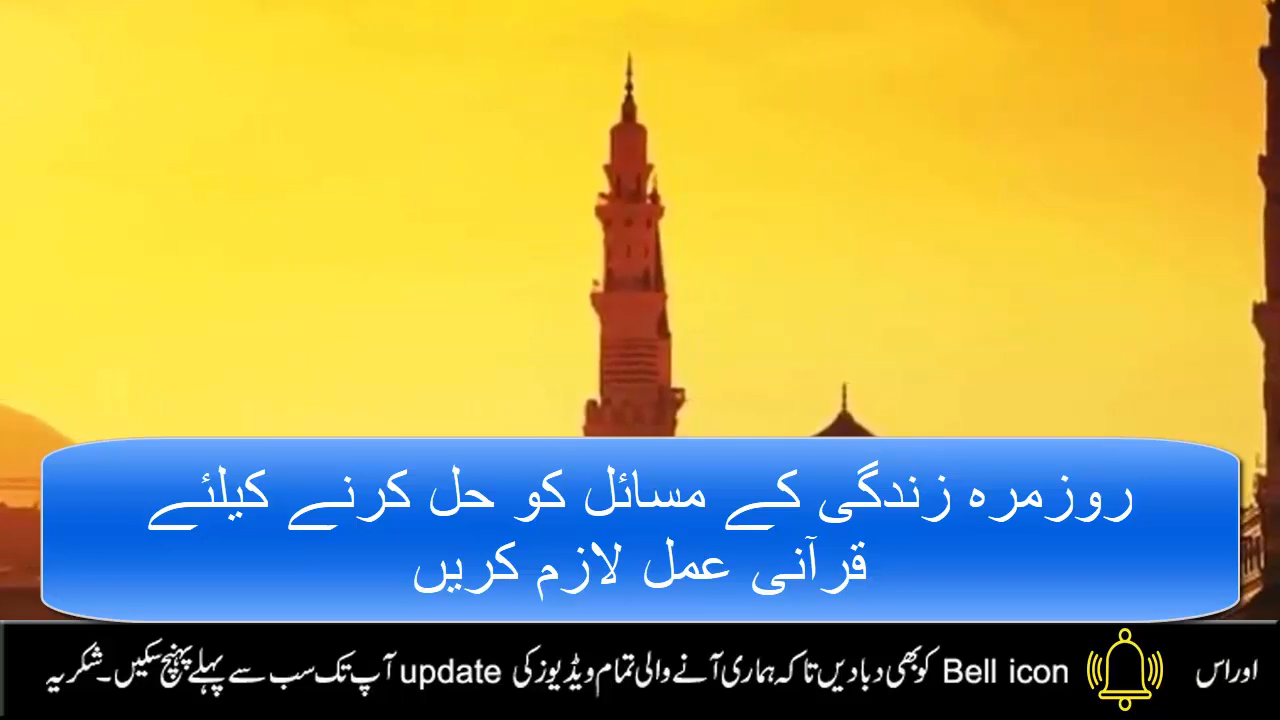 روزمرہ زندگی کے مسائل کو حل کرنے کیلئے
قرآنی عمل لازم کریں
اور اس Bell icon کو بھی دبا دیں تا کہ ہماری آنے والی تمام ویڈیوز کی update آپ تک سب سے پہلے پہنچ سکیں۔ شکریہ